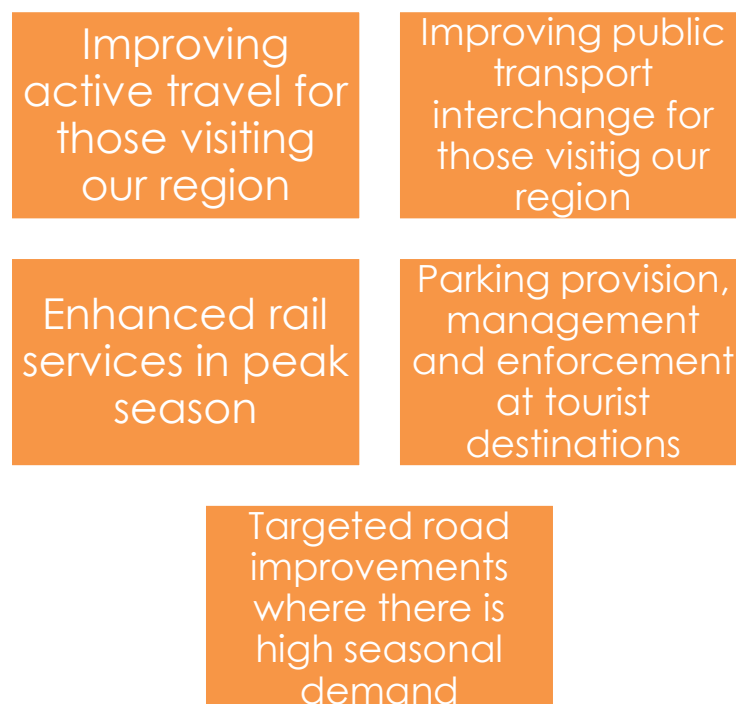 Improving
active travel for
those visiting
our region
Improving public
transport
interchange for
those visitig our
region
Enhanced rail
services in peak
season
Parking provision,
management
and enforcement
at tourist
destinations
Targeted road
improvements
where there is
high seasonal
demand